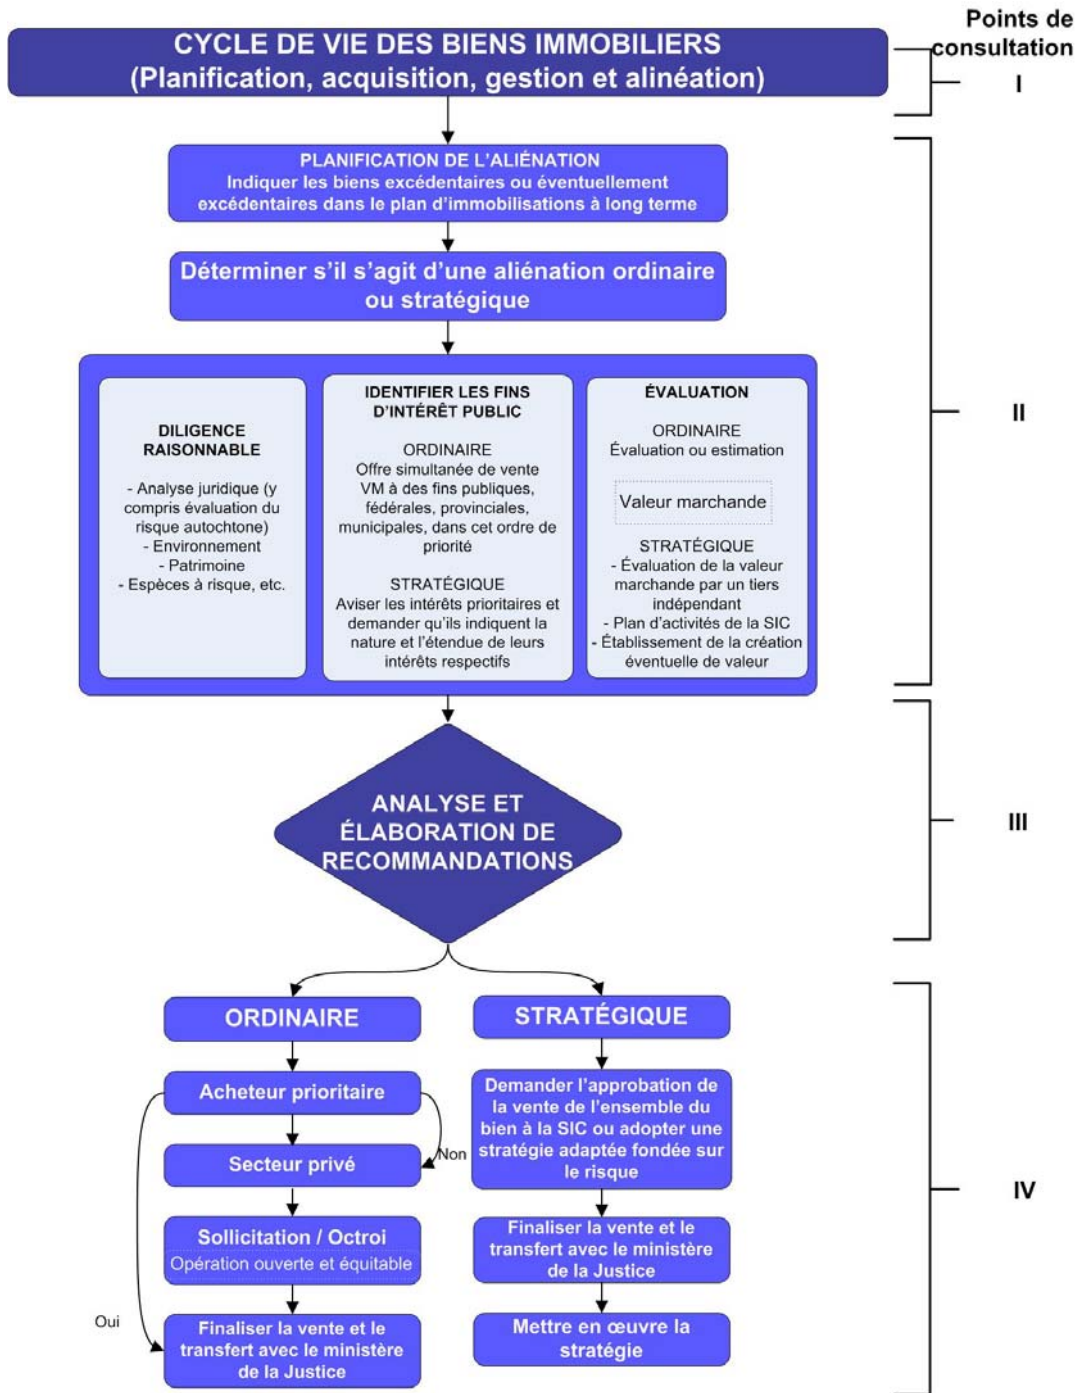 Points de
consultation
CYCLE DE VIE DES BIENS IMMOBILIERS
(Planification, acquisition, gestion et alinéation)
I
PLANIFICATION DE L'ALIÉNATION
Indiquer les biens excédentaires ou éventuellement
excédentaires dans le plan d'immobilisations à long terme
Déterminer s'il s'agit d'une aliénation ordinaire
ou stratégique
DILIGENCE
RAISONNABLE
- Analyse juridique (y
compris évaluation du
risque autochtone)
- Environnement
- Patrimoine
- Espèces à risque, etc.
IDENTIFIER LES FINS
D'INTÉRÊT PUBLIC
ORDINAIRE
Offre simultanée de vente
VM à des fins publiques,
fédérales, provinciales,
municipales, dans cet ordre de
priorité
STRATÉGIQUE
Aviser les intérêts prioritaires et
demander qu'ils indiquent la
nature et l'étendue de leurs
intérêts respectifs
ÉVALUATION
ORDINAIRE
Évaluation ou estimation
Valeur marchande
STRATÉGIQUE
- Évaluation de la valeur
marchande par un tiers
indépendant
- Plan d'activités de la SIC
- Établissement de la création
éventuelle de valeur
II
ANALYSE ET
ÉLABORATION DE
RECOMMANDATIONS
III
ORDINAIRE
Acheteur prioritaire
Non
Secteur privé
Sollicitation / Octroi
Opération ouverte et équitable
Oui
Finaliser la vente et le
transfert avec le ministère
de la Justice
STRATÉGIQUE
Demander l'approbation de
la vente de l'ensemble du
bien à la SIC ou adopter une
stratégie adaptée fondée sur
le risque
Finaliser la vente et le
transfert avec le ministère
de la Justice
Mettre en œuvre la
stratégie
IV